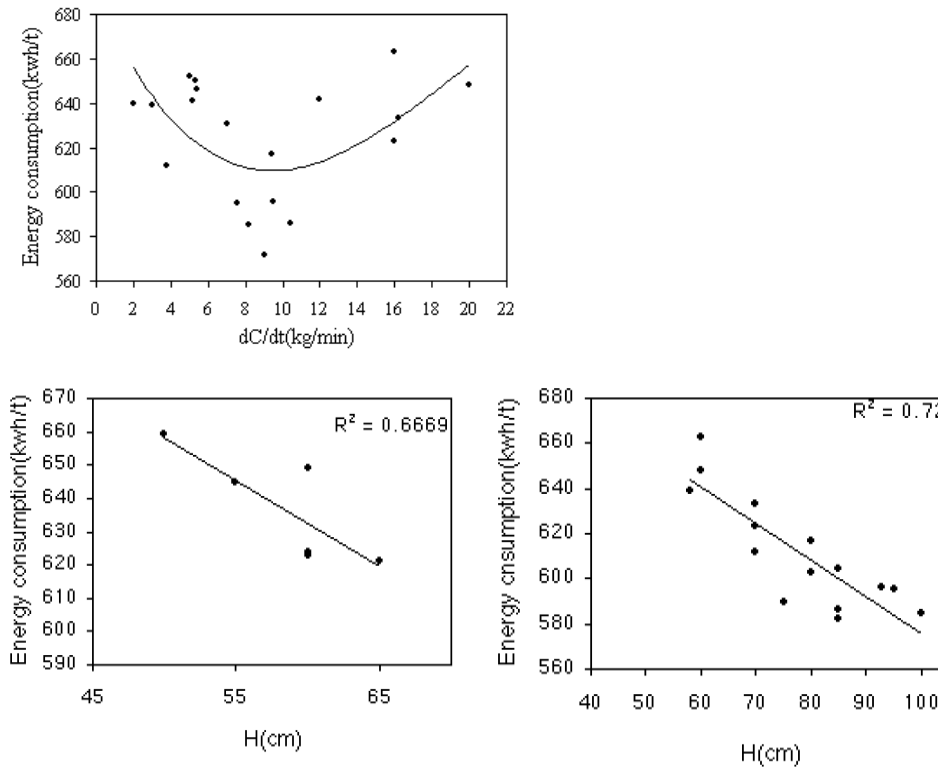 680
660
640
620
600
580
560
Energy consumption(kwh/t)
0 2 4 6 8 10 12 14 16 18 20 22
dC/dt(kg/min)
670
660
650
640
630
620
610
600
590
Energy consumption(kwh/t)
R² = 0.6669
45 55 65
H(cm)
680
660
640
620
600
580
560
Energy cnsumption(kwh/t)
R² = 0.72
40 50 60 70 80 90 100
H(cm)